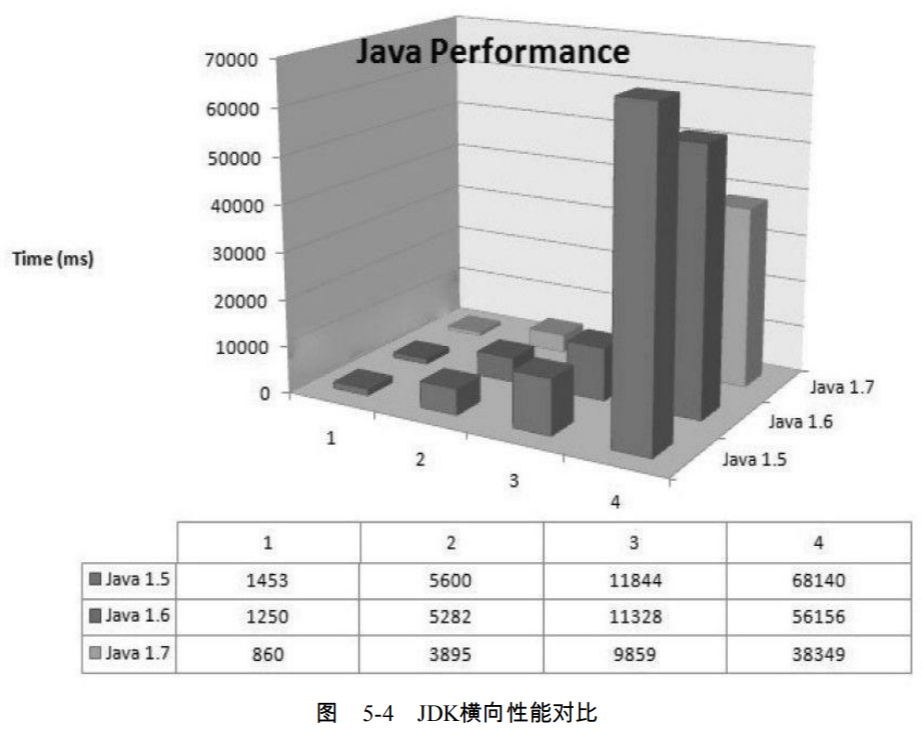 Java Performance
70000
60000
50000
40000
30000
20000
10000
0
Time (ms)
1
2
3
4
Java 1.7
Java 1.6
Java 1.5
1 2 3 4
Java 1.5 1453 5600 11844 68140
Java 1.6 1250 5282 11328 56156
Java 1.7 860 3895 9859 38349
图 5-4 JDK横向性能对比